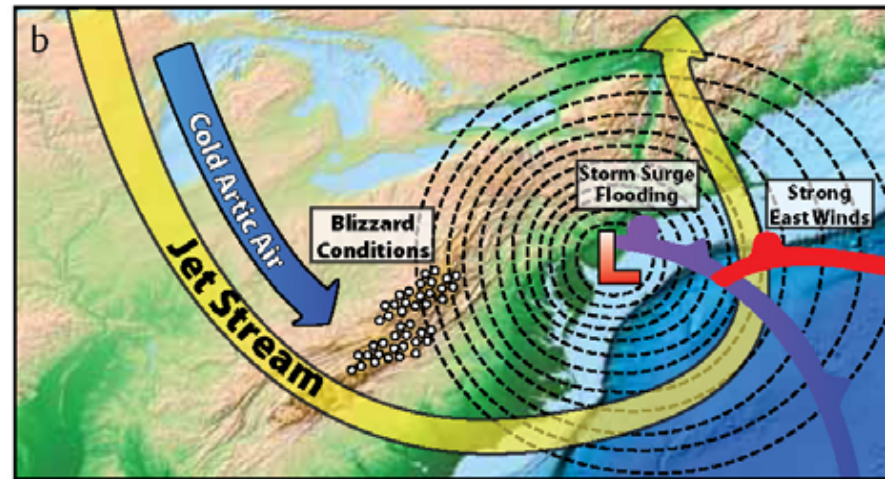 b
Cold Artic Air
Jet Stream
Blizzard
Conditions
Storm Surge
Flooding
Strong
East Winds
L